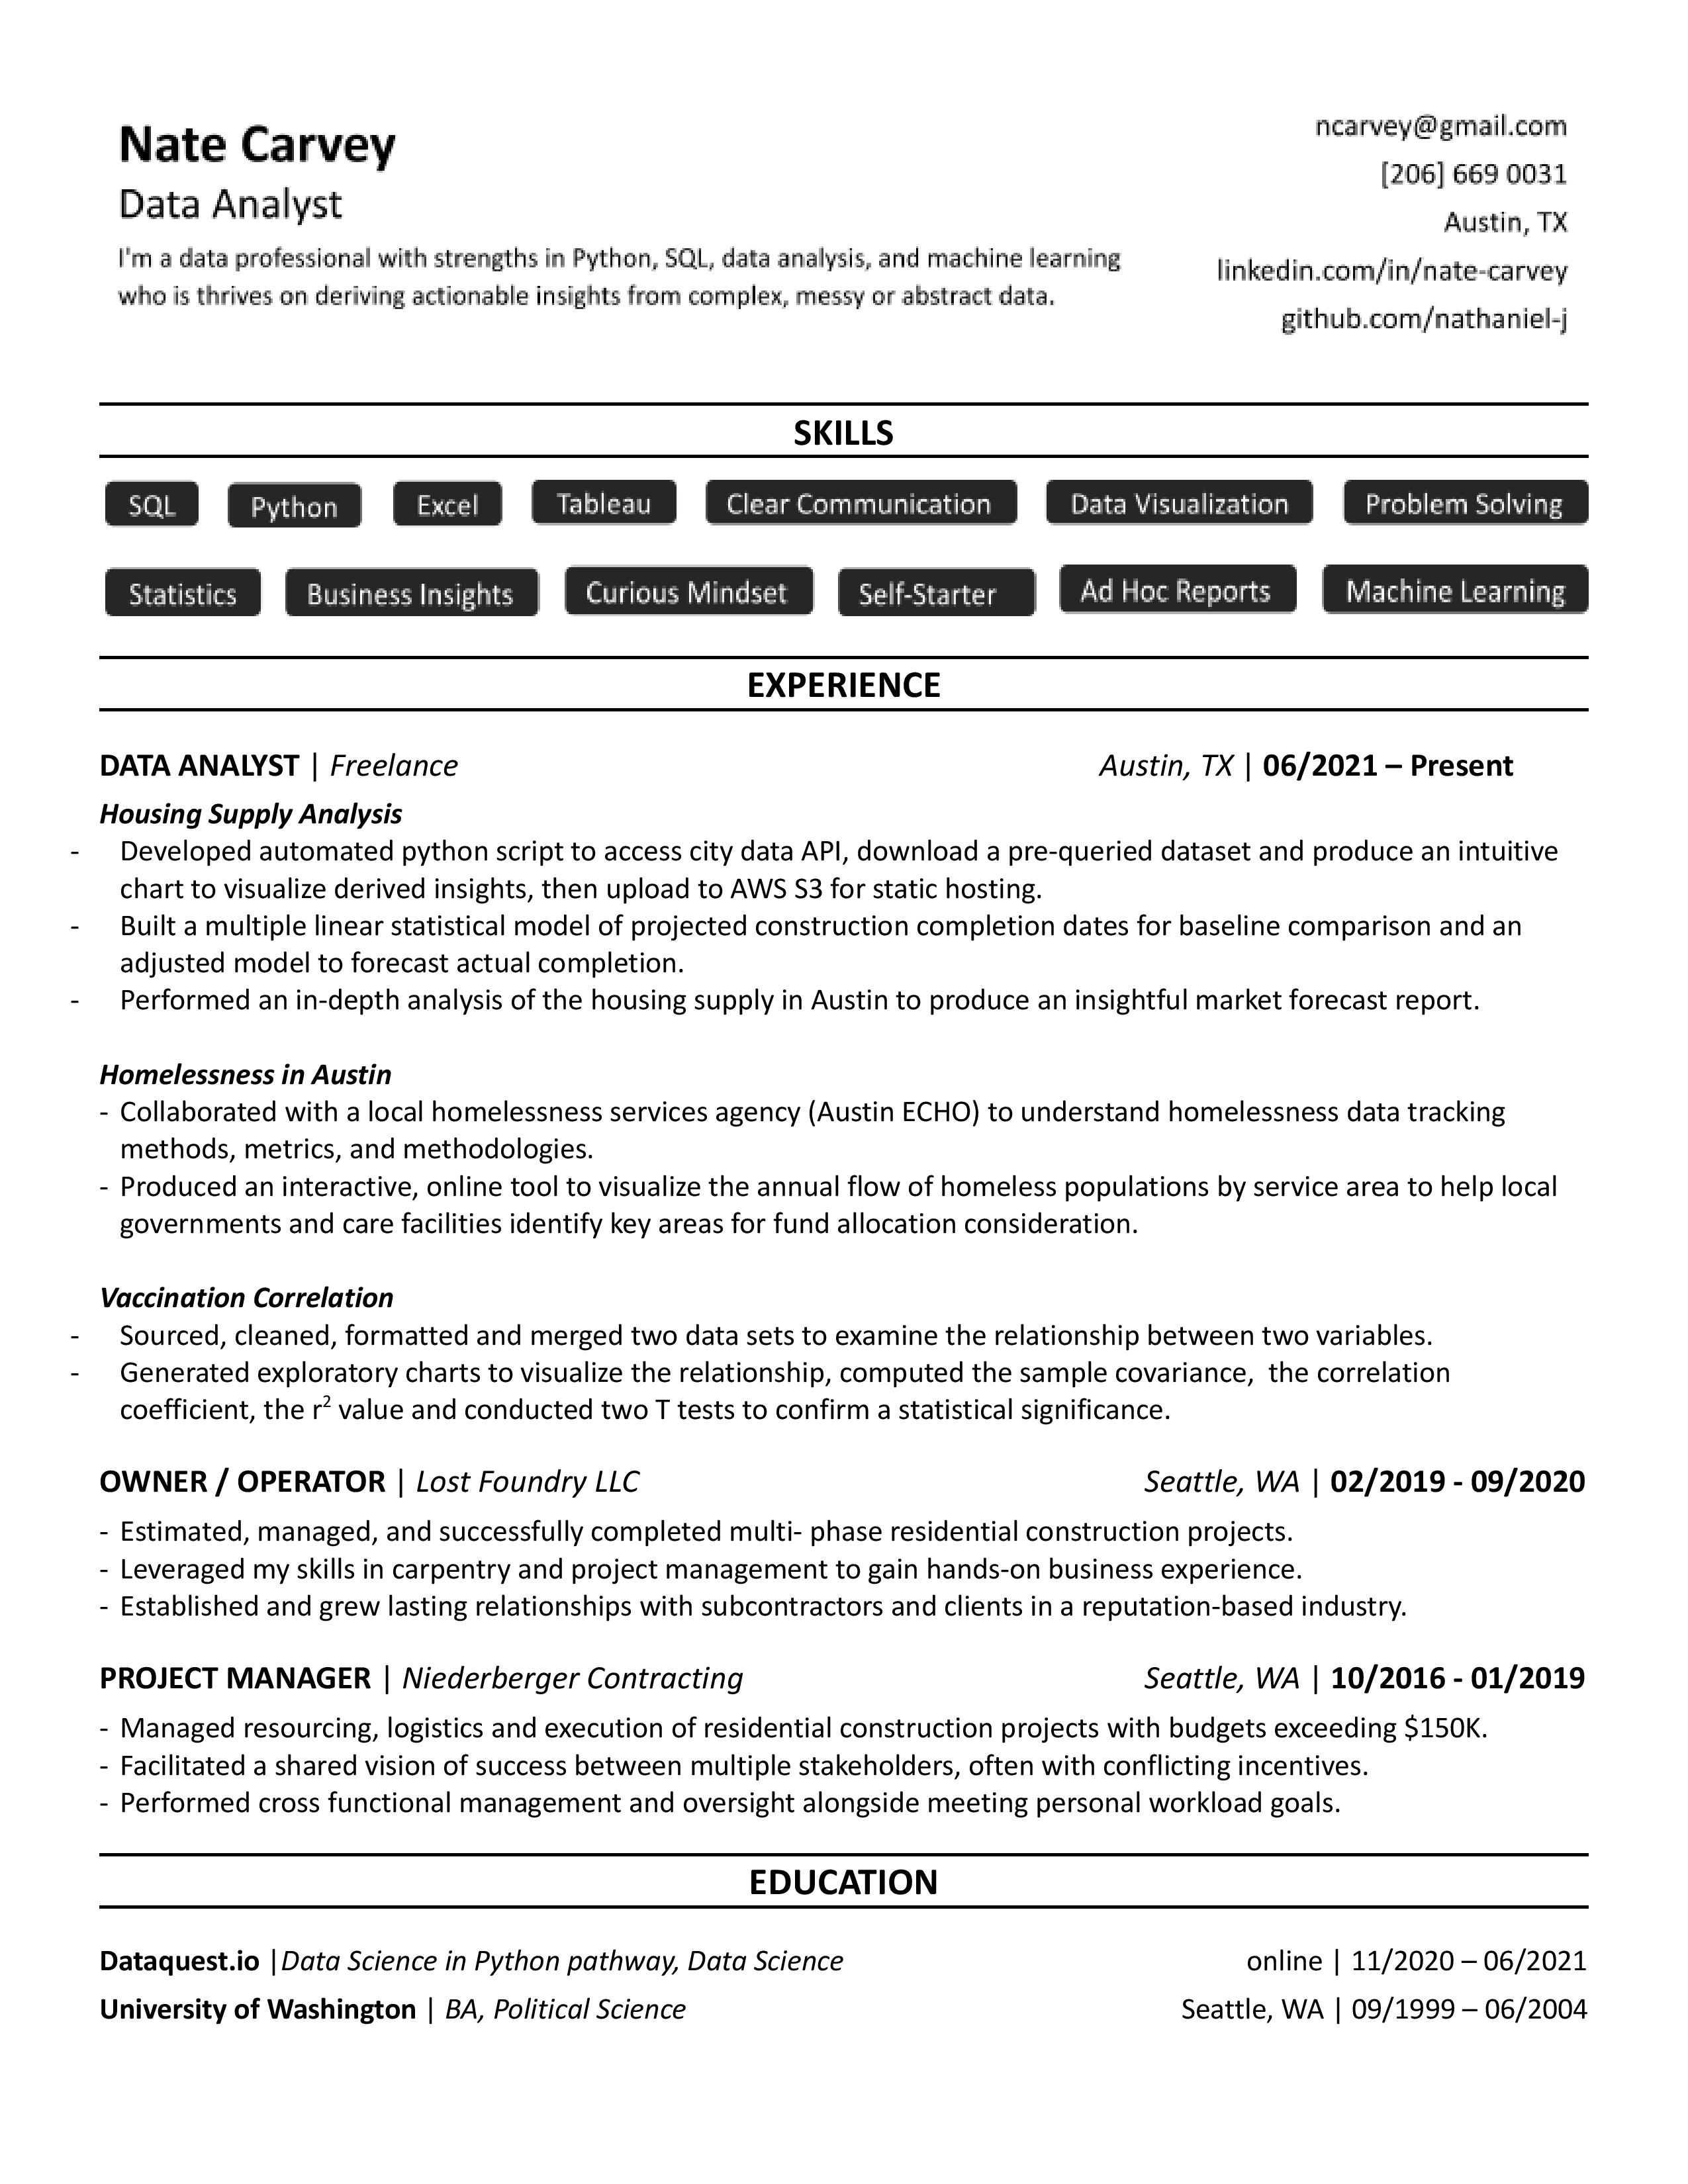 Nate Carvey
Data Analyst
I'm a data professional with strengths in Python, SQL, data analysis, and machine learning
who is thrives on deriving actionable insights from complex, messy or abstract data.
ncarvey@gmail.com
[206] 669 0031
Austin, TX
linkedin.com/in/nate-carvey
github.com/nathaniel-j
SKILLS
SQL Python Excel Tableau Clear Communication Data Visualization Problem Solving
Statistics Business Insights Curious Mindset Self-Starter Ad Hoc Reports Machine Learning
EXPERIENCE
DATA ANALYST | Freelance Austin, TX | 06/2021 – Present
Housing Supply Analysis
- Developed automated python script to access city data API, download a pre-queried dataset and produce an intuitive
chart to visualize derived insights, then upload to AWS S3 for static hosting.
- Built a multiple linear statistical model of projected construction completion dates for baseline comparison and an
adjusted model to forecast actual completion.
- Performed an in-depth analysis of the housing supply in Austin to produce an insightful market forecast report.
Homelessness in Austin
- Collaborated with a local homelessness services agency (Austin ECHO) to understand homelessness data tracking
methods, metrics, and methodologies.
- Produced an interactive, online tool to visualize the annual flow of homeless populations by service area to help local
governments and care facilities identify key areas for fund allocation consideration.
Vaccination Correlation
- Sourced, cleaned, formatted and merged two data sets to examine the relationship between two variables.
- Generated exploratory charts to visualize the relationship, computed the sample covariance,  the correlation
coefficient, the r² value and conducted two T tests to confirm a statistical significance.
OWNER / OPERATOR | Lost Foundry LLC Seattle, WA | 02/2019 - 09/2020
- Estimated, managed, and successfully completed multi- phase residential construction projects.
- Leveraged my skills in carpentry and project management to gain hands-on business experience.
- Established and grew lasting relationships with subcontractors and clients in a reputation-based industry.
PROJECT MANAGER | Niederberger Contracting Seattle, WA | 10/2016 - 01/2019
- Managed resourcing, logistics and execution of residential construction projects with budgets exceeding $150K.
- Facilitated a shared vision of success between multiple stakeholders, often with conflicting incentives.
- Performed cross functional management and oversight alongside meeting personal workload goals.
EDUCATION
Dataquest.io |Data Science in Python pathway, Data Science online | 11/2020 – 06/2021
University of Washington | BA, Political Science Seattle, WA | 09/1999 – 06/2004